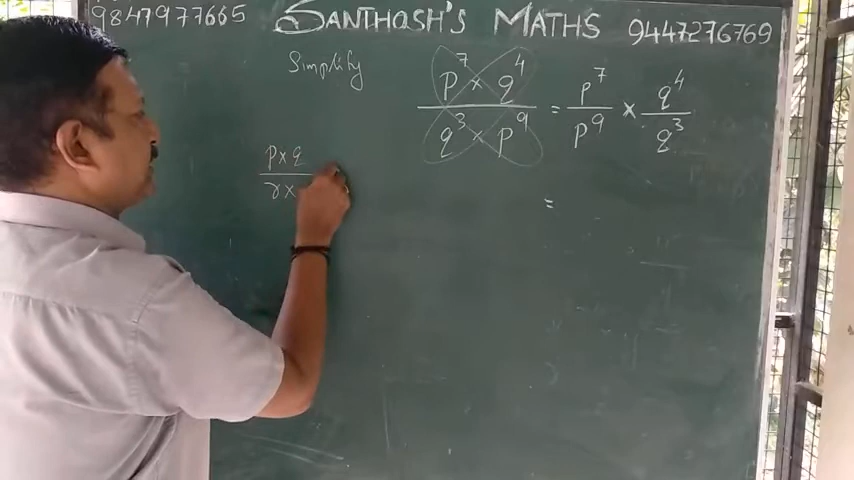 9847977665 SANTHOSH'S MATHS 9447276769
Simplify
p⁷ × q⁴ / q³ × p⁹ = p⁷ / p⁹ × q⁴ / q³
p × q / r ×
=